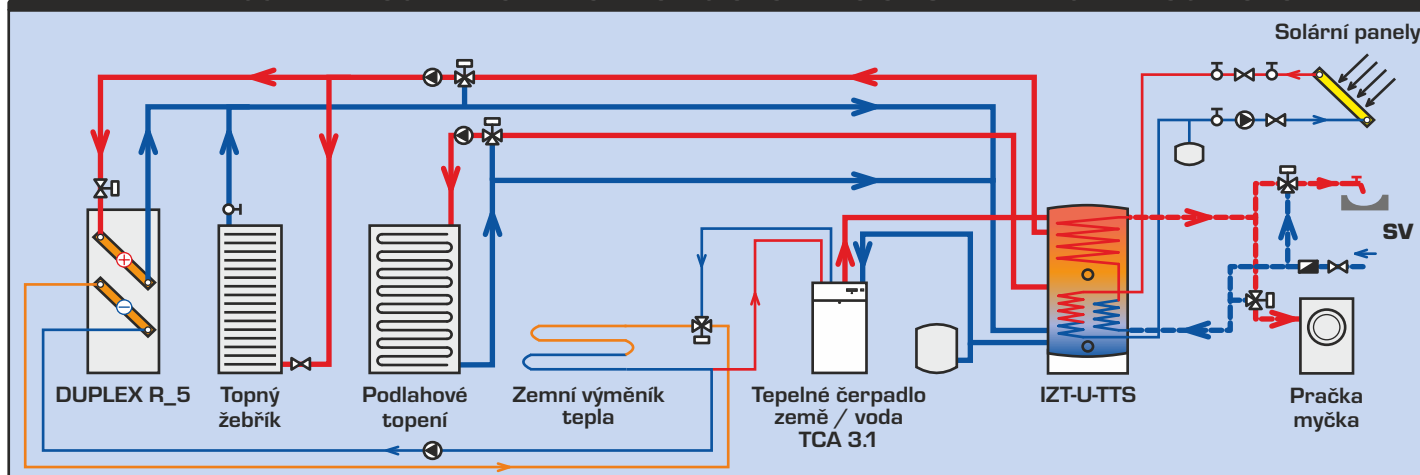 Solární panely
SV
DUPLEX R_5
Topný
žebřík
Podlahové
topení
Zemní výměník
tepla
Tepelné čerpadlo
země / voda
TCA 3.1
IZT-U-TTS
Pračka
myčka